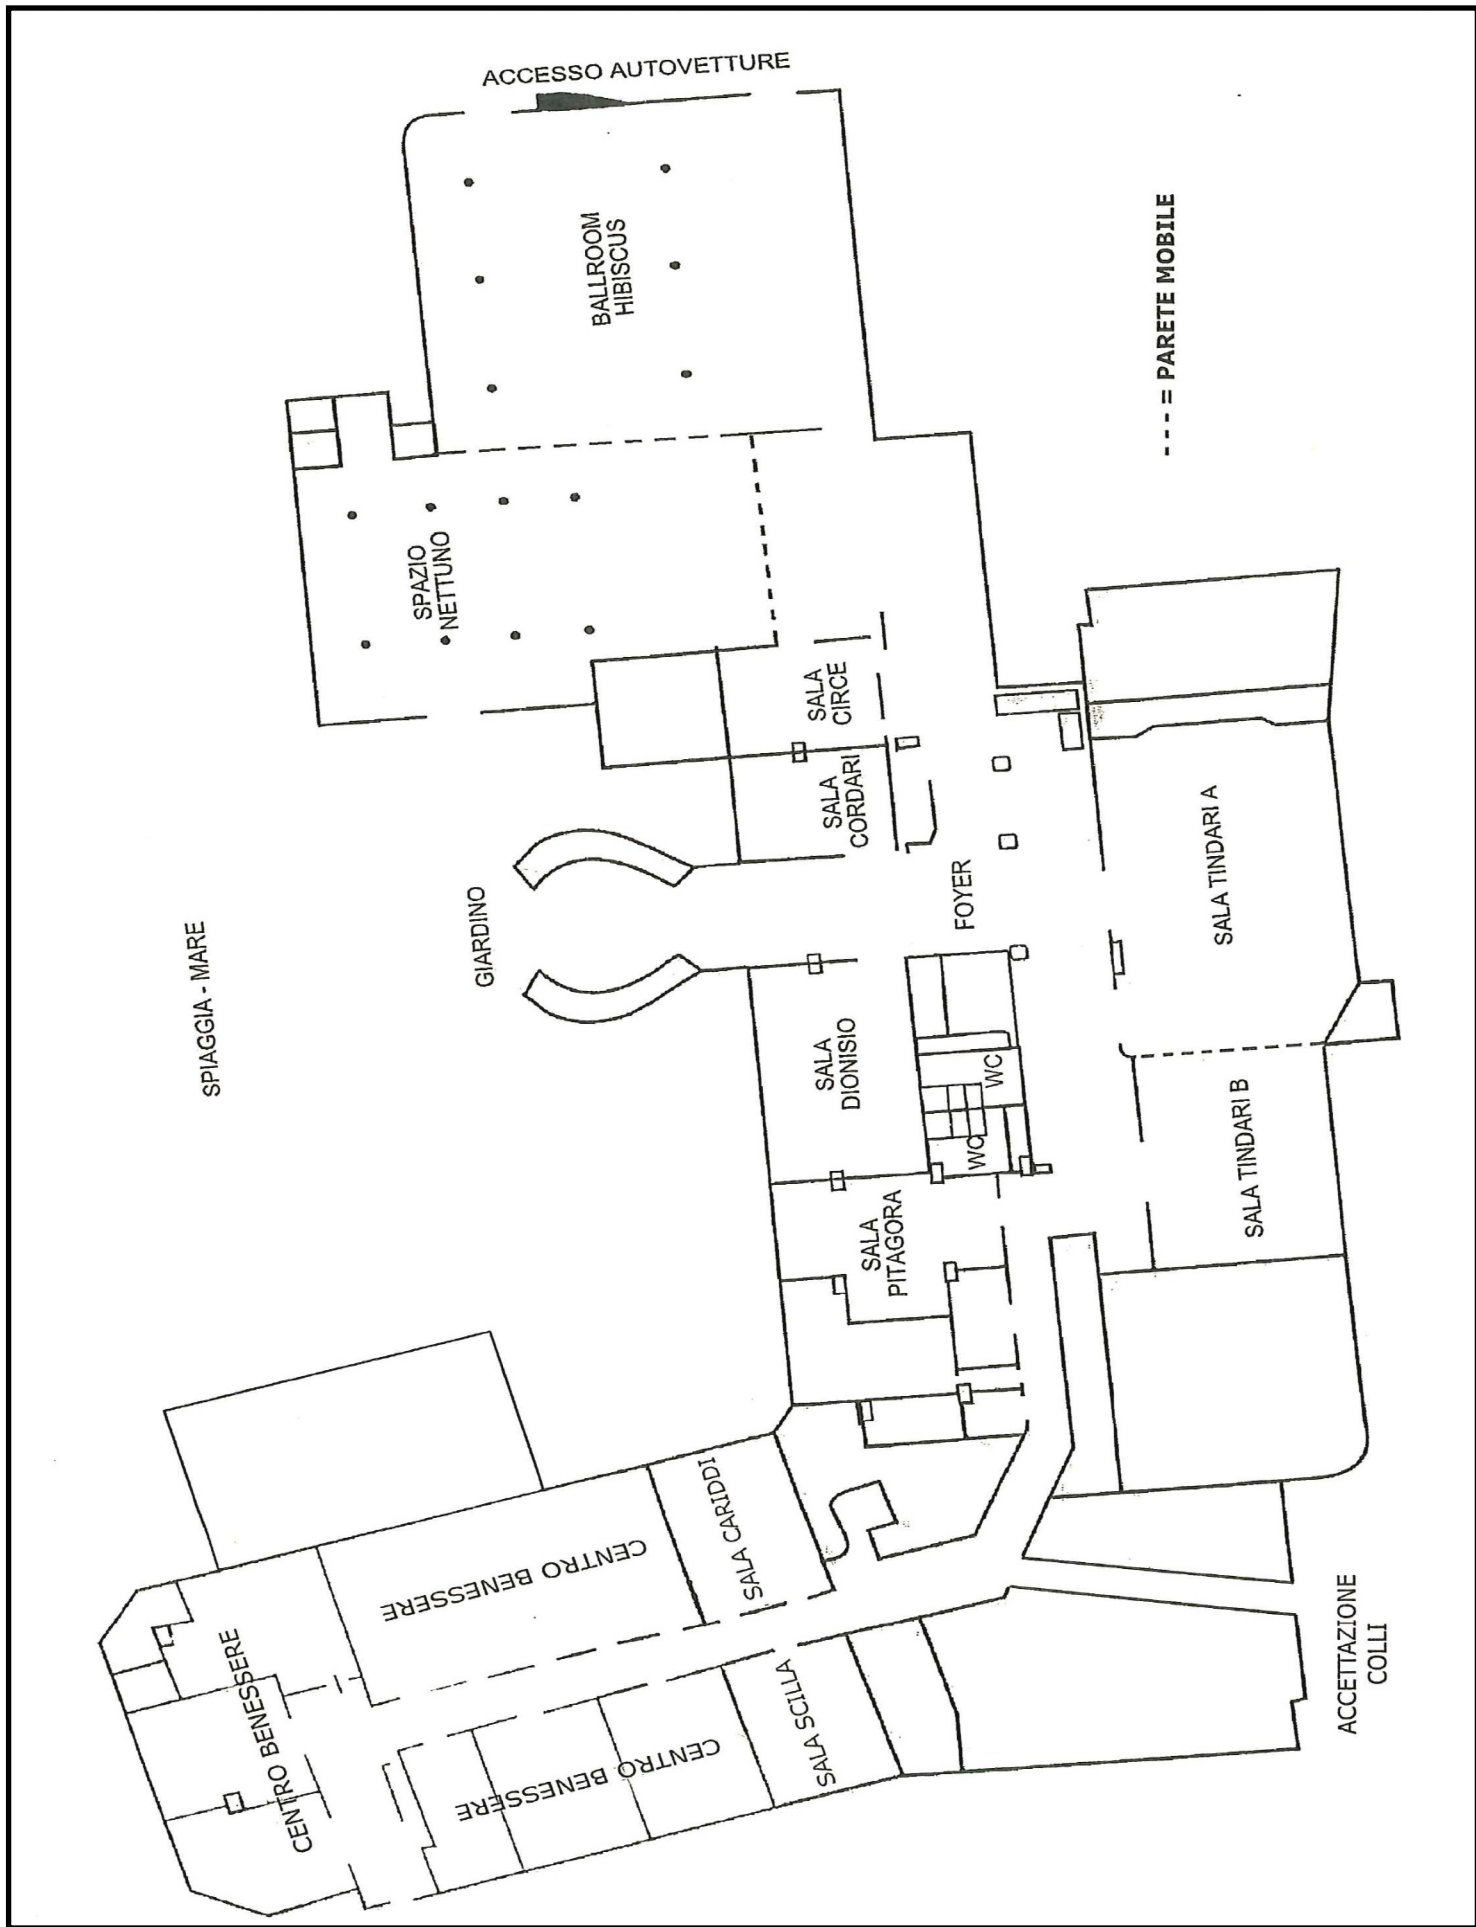 ACCESSO AUTOVETTURE
BALLROOM
HIBISCUS
- - - = PARETE MOBILE
SPAZIO
NETTUNO
SALA
CIRCE
SALA
CORDARI
FOYER
GIARDINO
SPIAGGIA - MARE
SALA TINDARI A
SALA
DIONISIO
WC
WC
SALA TINDARI B
SALA
PITAGORA
SALA CARIDDI
CENTRO BENESSERE
CENTRO BENESSERE
CENTRO BENESSERE
SALA SCILLA
ACCETTAZIONE
COLLI